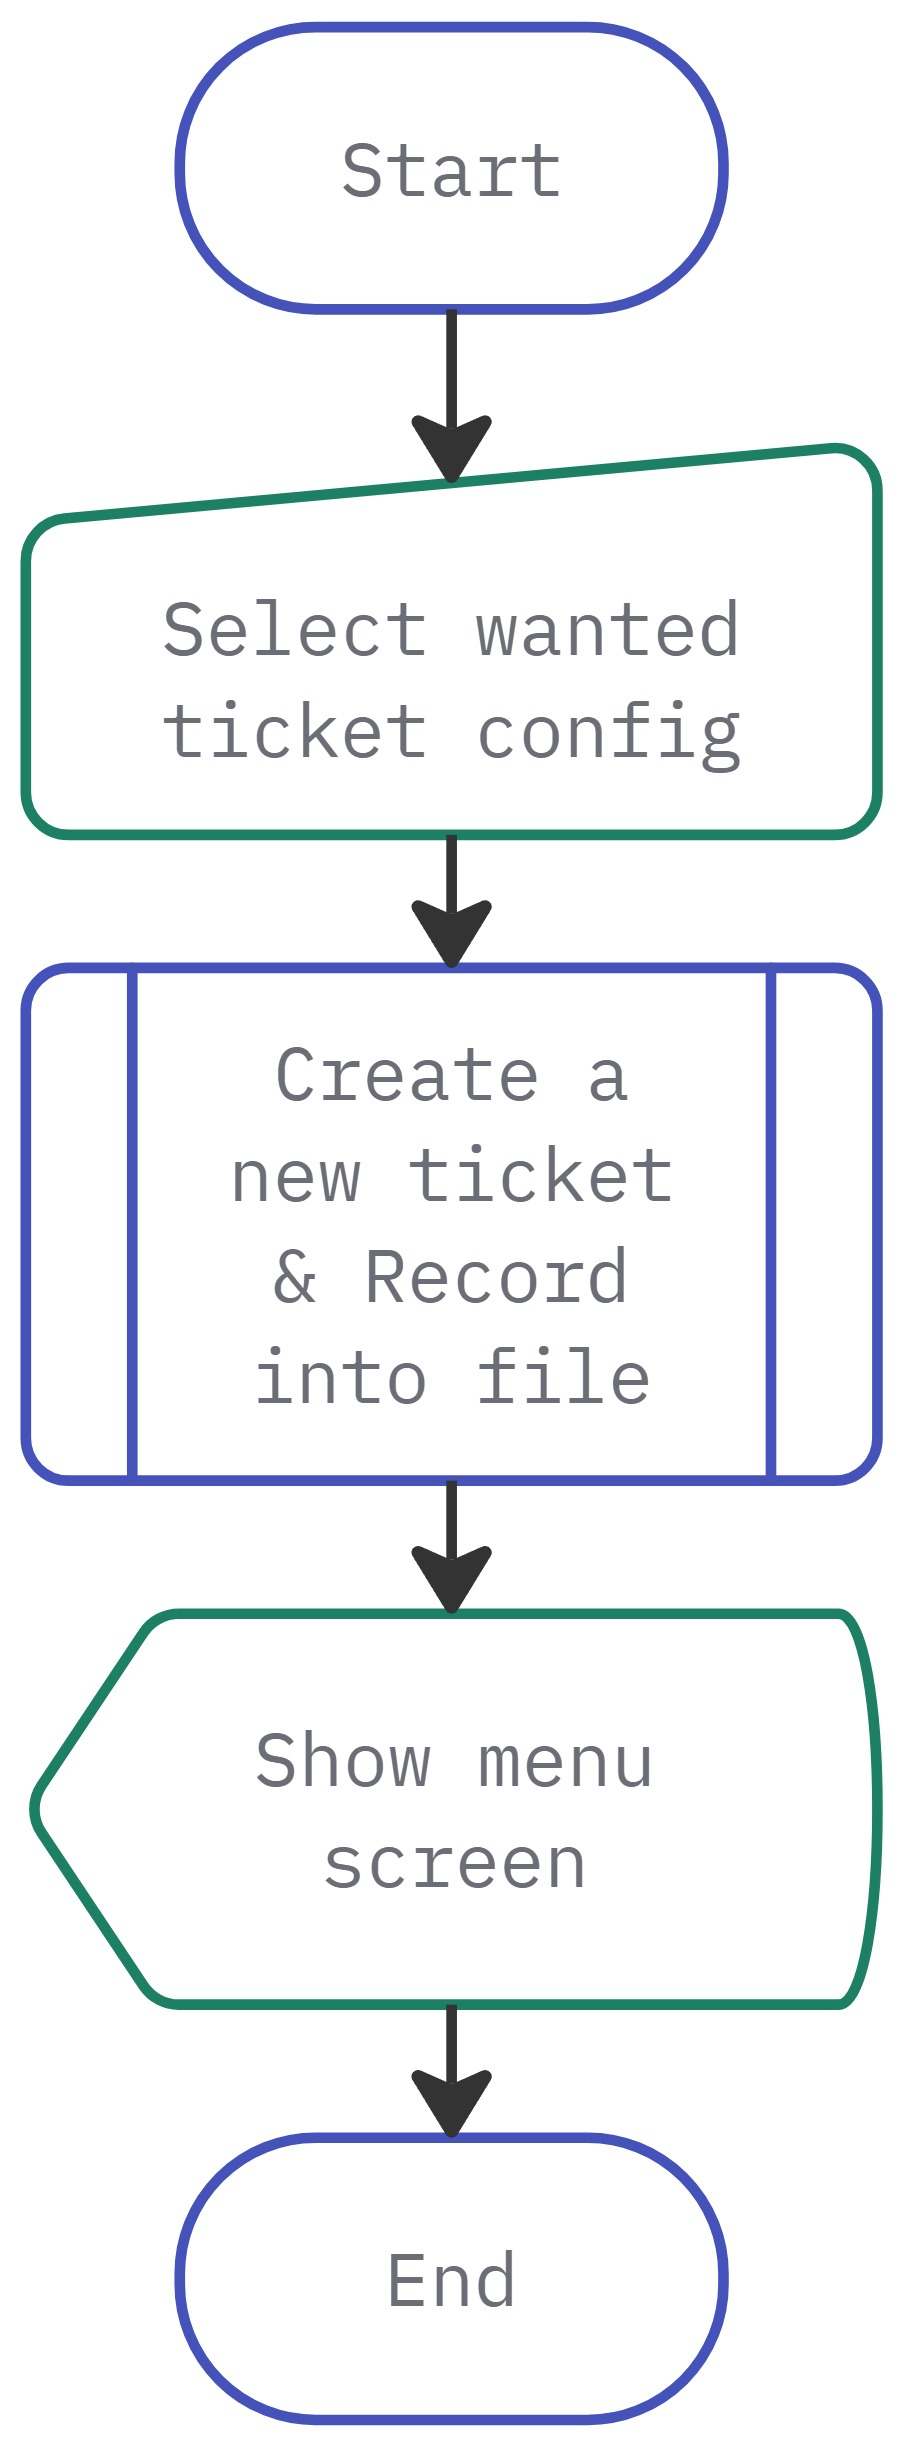 Start
Select wanted
ticket config
Create a
new ticket
& Record
into file
Show menu
screen
End